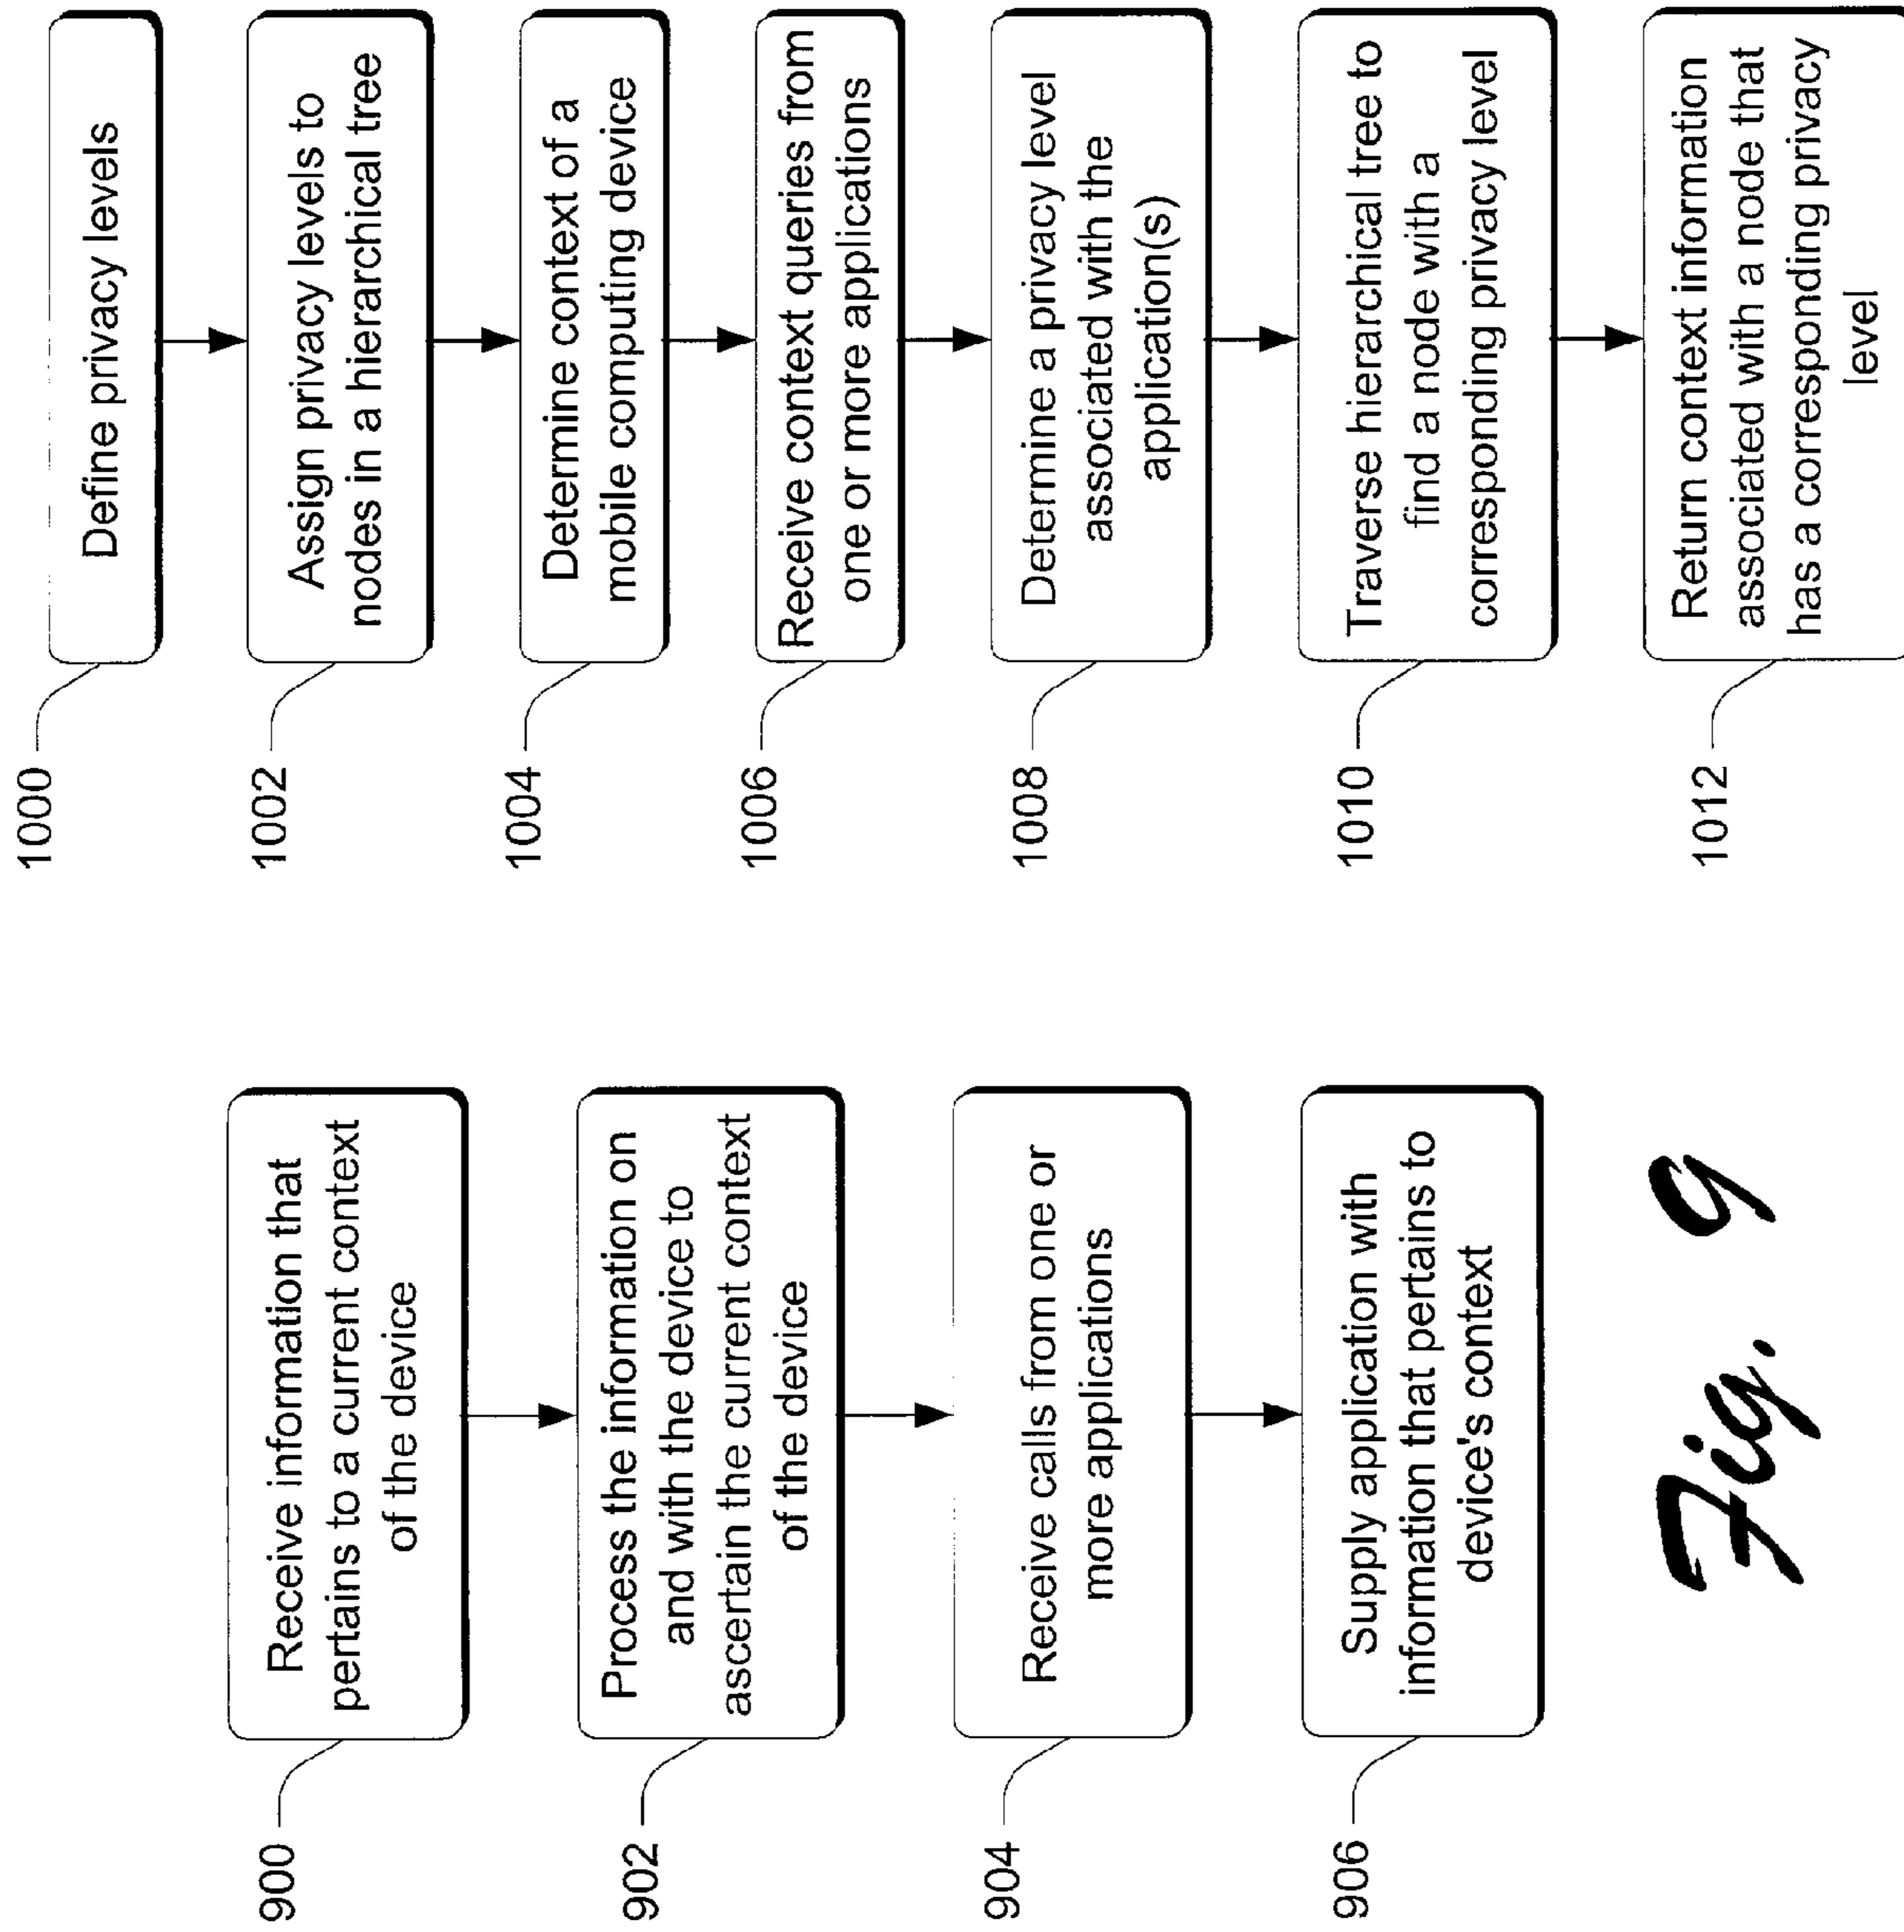 900
Receive information that
pertains to a current context
of the device
902
Process the information on
and with the device to
ascertain the current context
of the device
904
Receive calls from one or
more applications
906
Supply application with
information that pertains to
device's context
Fig. 9
1000
Define privacy levels
1002
Assign privacy levels to
nodes in a hierarchical tree
1004
Determine context of a
mobile computing device
1006
Receive context queries from
one or more applications
1008
Determine a privacy level
associated with the
application(s)
1010
Traverse hierarchical tree to
find a node with a
corresponding privacy level
1012
Return context information
associated with a node that
has a corresponding privacy
level